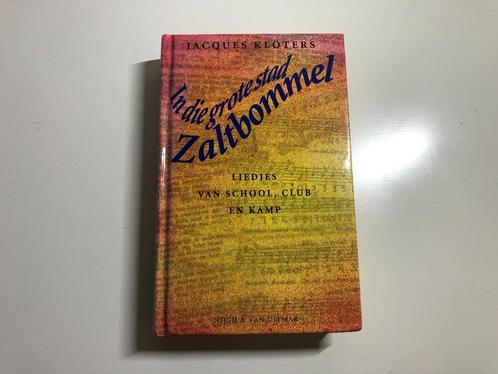 JACQUES KLÖTERS
In die grote stad
Zaltbommel
LIEDJES
VAN SCHOOL, CLUB
EN KAMP
NIJGH & VAN DITMAR